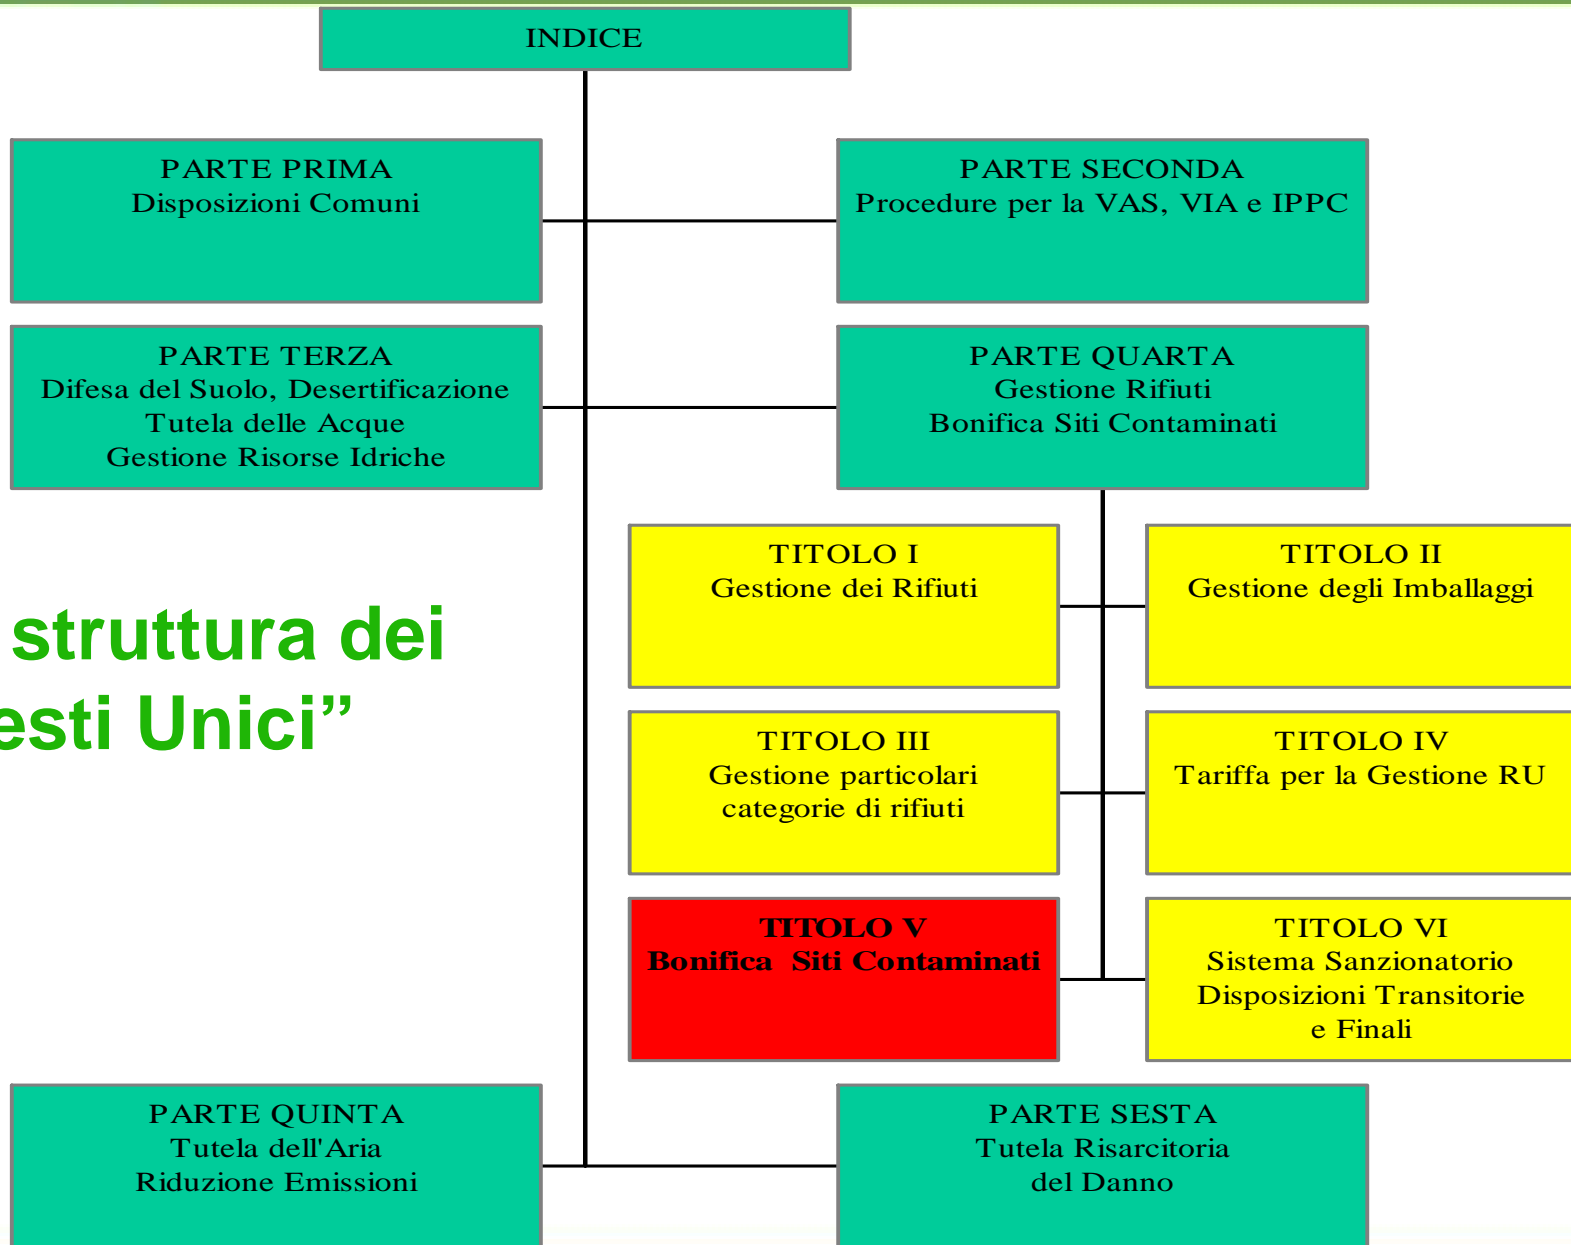 INDICE
PARTE PRIMA
Disposizioni Comuni
PARTE SECONDA
Procedure per la VAS, VIA e IPPC
PARTE TERZA
Difesa del Suolo, Desertificazione
Tutela delle Acque
Gestione Risorse Idriche
PARTE QUARTA
Gestione Rifiuti
Bonifica Siti Contaminati
TITOLO I
Gestione dei Rifiuti
TITOLO II
Gestione degli Imballaggi
struttura dei
esti Unici”
TITOLO III
Gestione particolari
categorie di rifiuti
TITOLO IV
Tariffa per la Gestione RU
TITOLO V
Bonifica Siti Contaminati
TITOLO VI
Sistema Sanzionatorio
Disposizioni Transitorie
e Finali
PARTE QUINTA
Tutela dell'Aria
Riduzione Emissioni
PARTE SESTA
Tutela Risarcitoria
del Danno